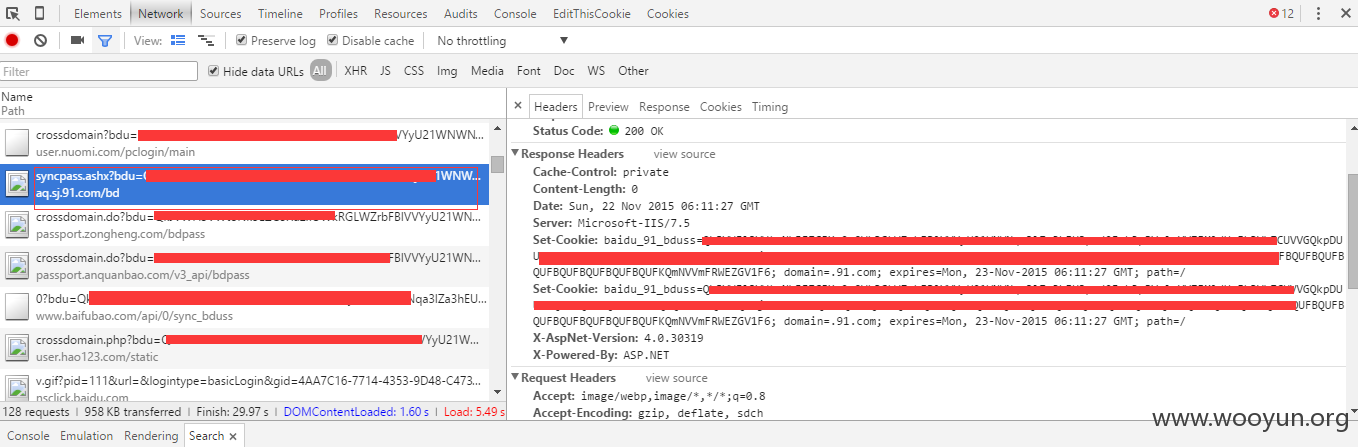 Elements Network Sources Timeline Profiles Resources Audits Console EditThisCookie Cookies 12
View: Preserve log Disable cache No throttling
Filter Hide data URLs All XHR JS CSS Img Media Font Doc WS Other
Name
Path
crossdomain?bdu= /YyU21WNWN...
user.nuomi.com/pclogin/main
syncpass.ashx?bdu= 1WNW...
aq.sj.91.com/bd
crossdomain.do?bdu= RGLWZrbFBIVVYyU21WN...
passport.zongheng.com/bdpass
crossdomain.do?bdu= FBIVVYyU21WN...
passport.anquanbao.com/v3_api/bdpass
0?bdu=Qk Nqa3lZa3hEU...
www.baifubao.com/api/0/sync_bduss
crossdomain.php?bdu= /YyU21W...
user.hao123.com/static
v.gif?pid=111&url=&logintype=basicLogin&gid=4AA7C16-7714-4353-9D48-C473...
nsclick.baidu.com
128 requests | 958 KB transferred | Finish: 29.97 s | DOMContentLoaded: 1.60 s | Load: 5.49 s
× Headers Preview Response Cookies Timing
Status Code: 200 OK
Response Headers view source
Cache-Control: private
Content-Length: 0
Date: Sun, 22 Nov 2015 06:11:27 GMT
Server: Microsoft-IIS/7.5
Set-Cookie: baidu_91_bduss= CUVVGQkpDU
FBQUFBQUFB
QUFBQUFBQUFBQUFBQUFKQmNVVmFRWEZGV1F6; domain=.91.com; expires=Mon, 23-Nov-2015 06:11:27 GMT; path=/
Set-Cookie: baidu_91_bduss= VGQkpDU
QUFBQUFB
QUFBQUFBQUFBQUFBQUFKQmNVVmFRWEZGV1F6; domain=.91.com; expires=Mon, 23-Nov-2015 06:11:27 GMT; path=/
X-AspNet-Version: 4.0.30319
X-Powered-By: ASP.NET
Request Headers view source
Accept: image/webp,image/*,*/*;q=0.8
Accept-Encoding: gzip, deflate, sdch
www.wooyun.org
Console Emulation Rendering Search ×